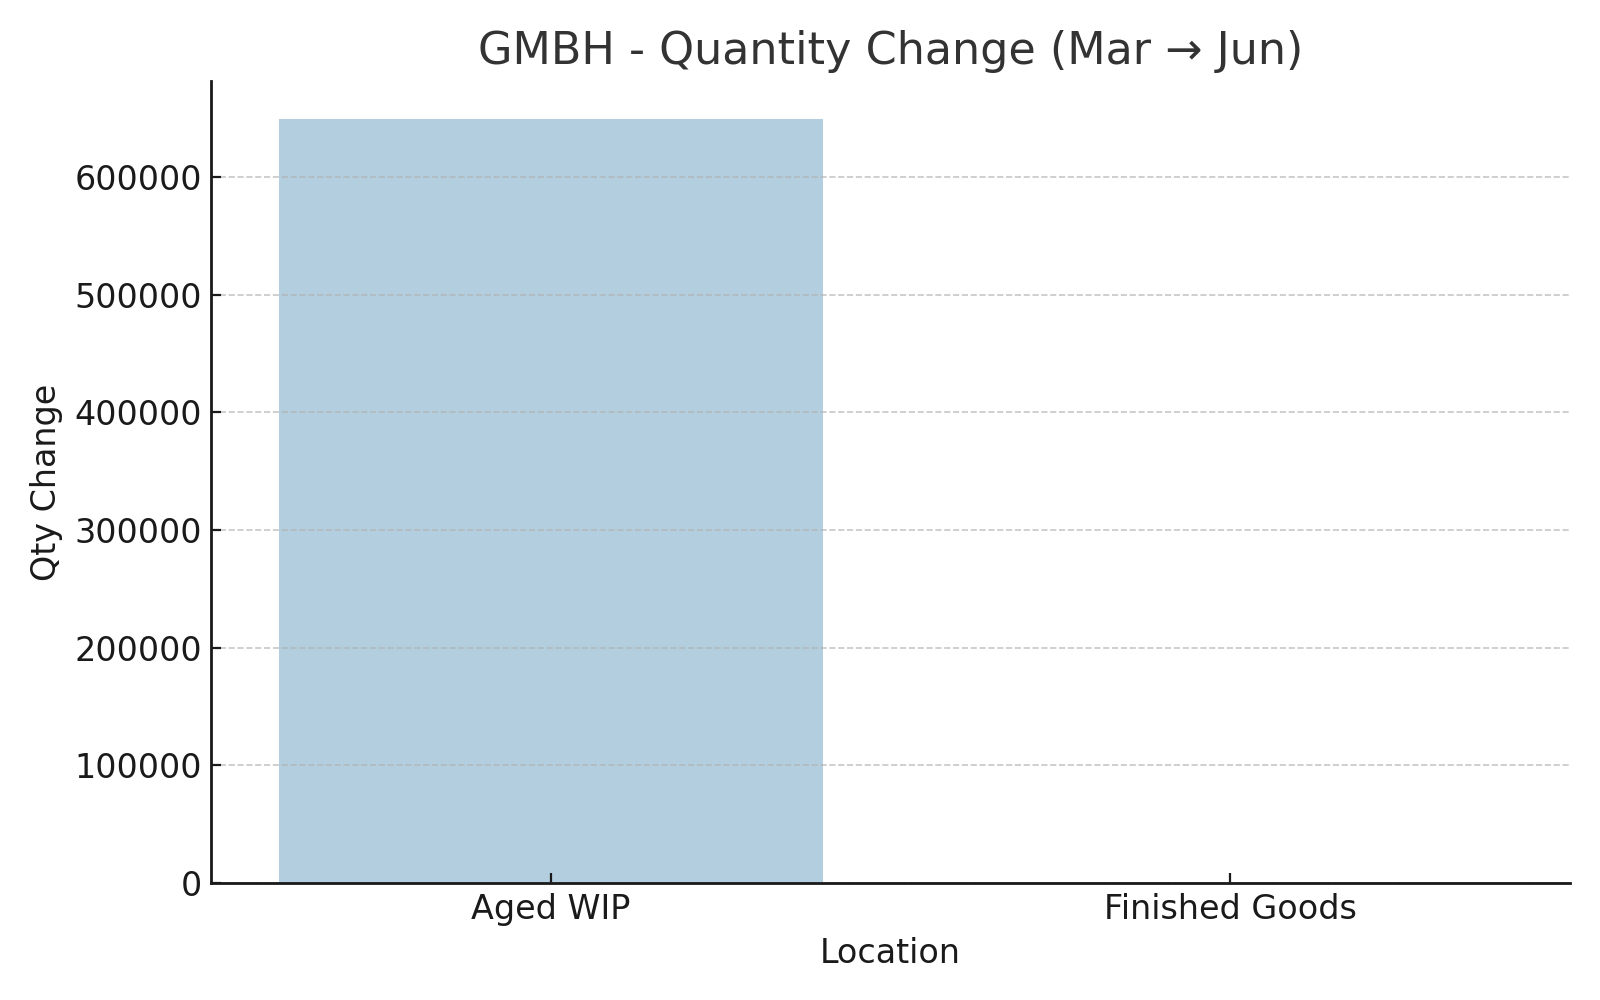 GMBH - Quantity Change (Mar → Jun)
Qty Change
600000
500000
400000
300000
200000
100000
0
Aged WIP
Finished Goods
Location